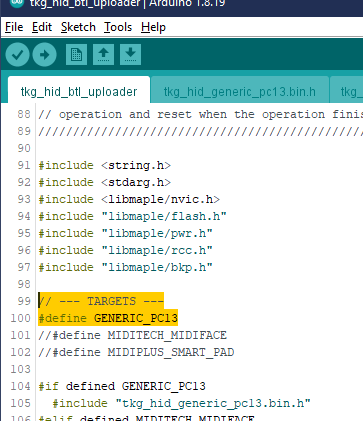 tkg_hid_btl_uploader | Arduino 1.8.19
File Edit Sketch Tools Help
tkg_hid_btl_uploader tkg_hid_generic_pc13.bin.h
88 // operation and reset when the operation finis
89 ////////////////////////////////////////////////
90
91 #include <string.h>
92 #include <stdarg.h>
93 #include <libmaple/nvic.h>
94 #include "libmaple/flash.h"
95 #include "libmaple/pwr.h"
96 #include "libmaple/rcc.h"
97 #include "libmaple/bkp.h"
98
99 // --- TARGETS ---
100 #define GENERIC_PC13
101 //#define MIDITECH_MIDIFACE
102 //#define MIDIPLUS_SMART_PAD
103
104 #if defined GENERIC_PC13
105 #include "tkg_hid_generic_pc13.bin.h"
106 #elif defined MIDITECH_MIDIFACE